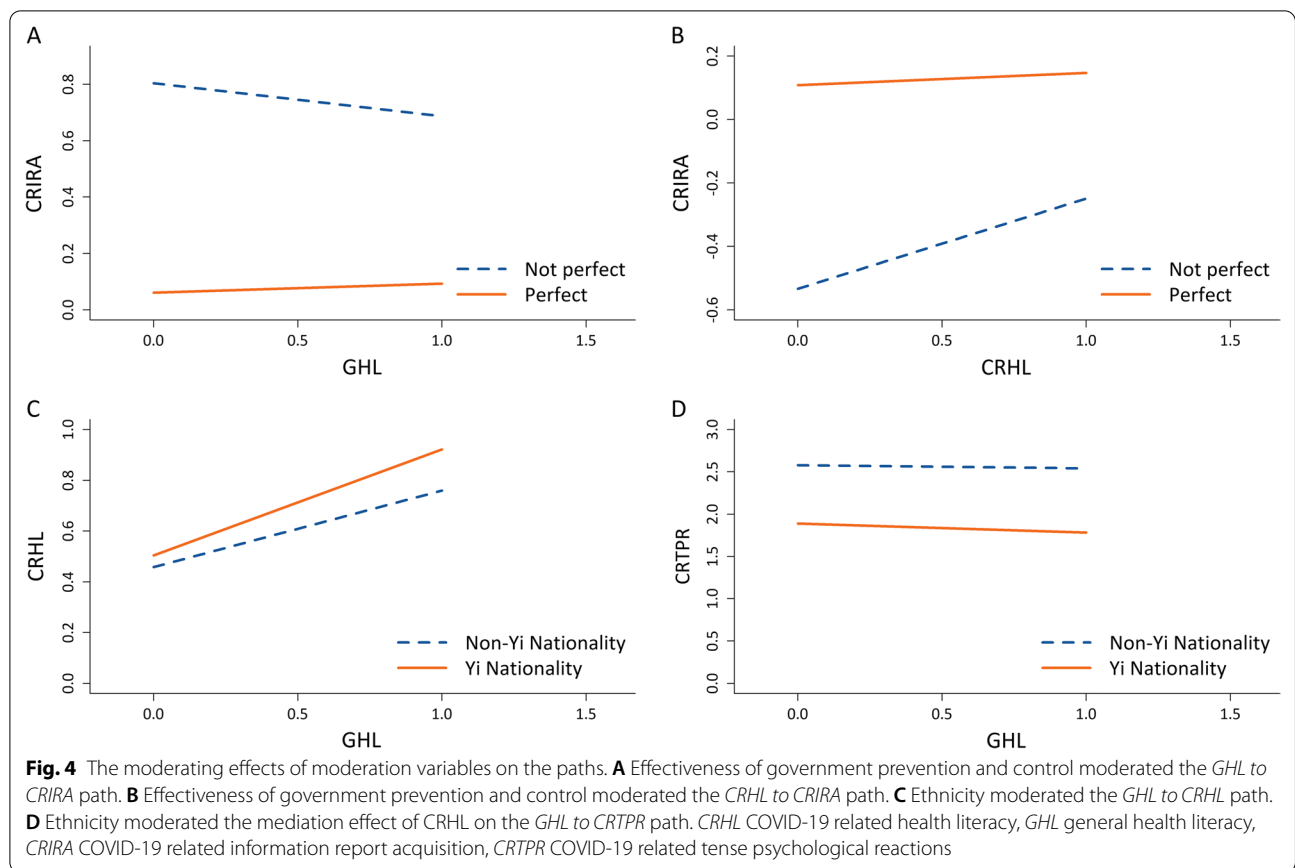 A
CRIRA
0.8
0.6
0.4
0.2
0.0
Not perfect
Perfect
0.0 0.5 1.0 1.5
GHL
B
CRIRA
0.2
0.0
-0.2
-0.4
-0.6
Not perfect
Perfect
0.0 0.5 1.0 1.5
CRHL
C
CRHL
1.0
0.8
0.6
0.4
0.2
0.0
Non-Yi Nationality
Yi Nationality
0.0 0.5 1.0 1.5
GHL
D
CRTPR
3.0
2.5
2.0
1.5
1.0
0.5
0.0
Non-Yi Nationality
Yi Nationality
0.0 0.5 1.0 1.5
GHL
Fig. 4 The moderating effects of moderation variables on the paths. A Effectiveness of government prevention and control moderated the GHL to
CRIRA path. B Effectiveness of government prevention and control moderated the CRHL to CRIRA path. C Ethnicity moderated the GHL to CRHL path.
D Ethnicity moderated the mediation effect of CRHL on the GHL to CRTPR path. CRHL COVID-19 related health literacy, GHL general health literacy,
CRIRA COVID-19 related information report acquisition, CRTPR COVID-19 related tense psychological reactions